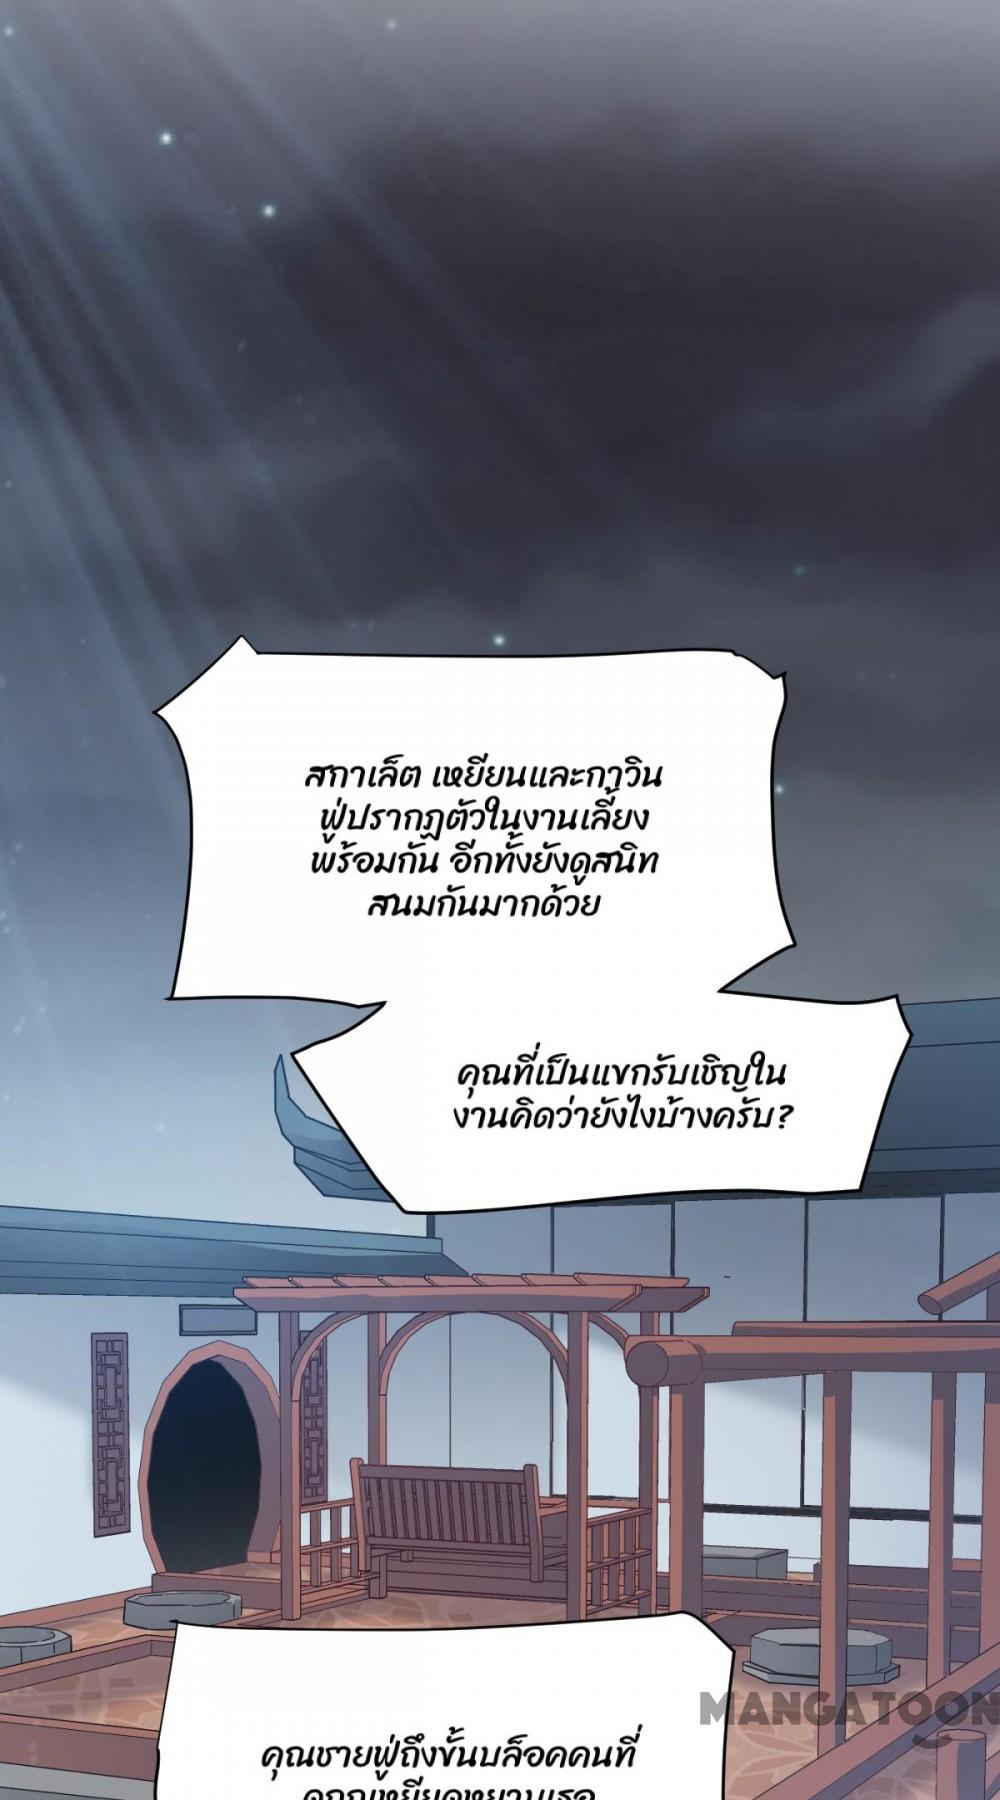 สกาเล็ต เหยียนและกาวิน
ฟู่ปรากฏตัวในงานเลี้ยง
พร้อมกัน อีกทั้งยังดูสนิท
สนมกันมากด้วย
คุณที่เป็นแขกรับเชิญใน
งานคิดว่ายังไงบ้างครับ?
MANGATOON
คุณชายฟู่ถึงขั้นบล็อคคนที่